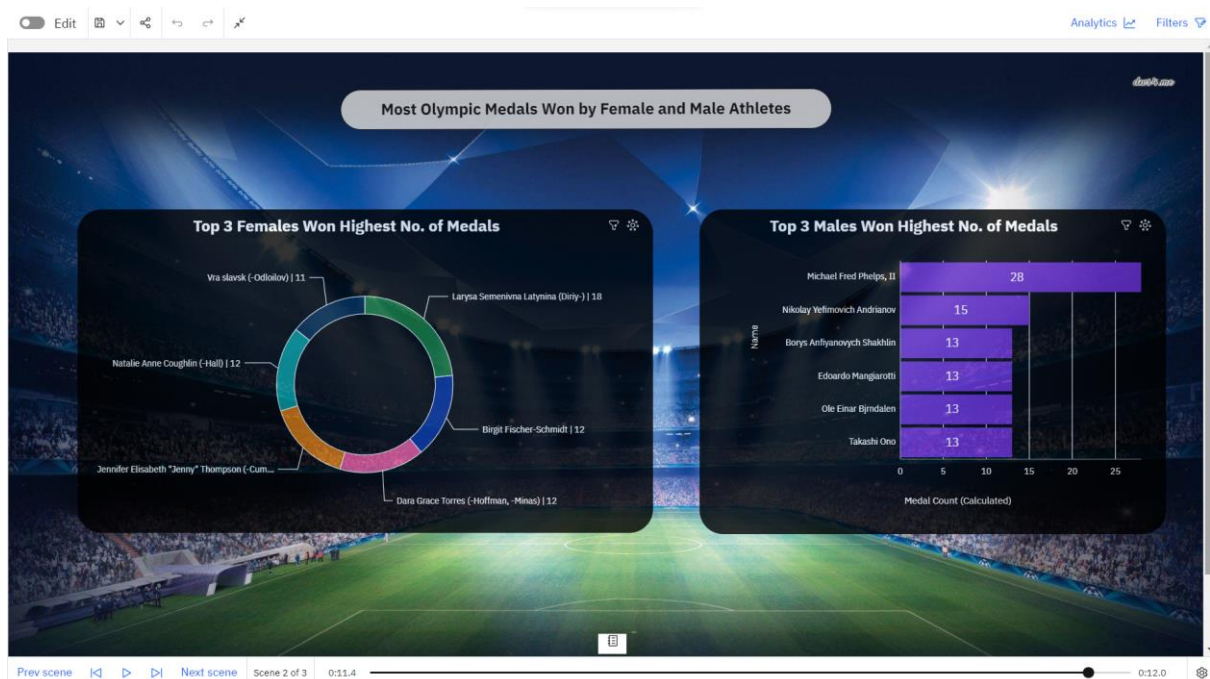 Edit
Analytics
Filters
dwr4.me
Most Olympic Medals Won by Female and Male Athletes
Top 3 Females Won Highest No. of Medals
Vra slavsk (-Odloilov) | 11
Larysa Semenivna Latynina (Diriy-) | 18
Natalie Anne Coughlin (-Hall) | 12
Birgit Fischer-Schmidt | 12
Jennifer Elisabeth "Jenny" Thompson (-Cum...
Dara Grace Torres (-Hoffman, -Minas) | 12
Top 3 Males Won Highest No. of Medals
Name
Michael Fred Phelps, II 28
Nikolay Yefimovich Andrianov 15
Borys Anfiyanovych Shakhlin 13
Edoardo Mangiarotti 13
Ole Einar Bjrndalen 13
Takashi Ono 13
0 5 10 15 20 25
Medal Count (Calculated)
Prev scene Next scene Scene 2 of 3 0:11.4 0:12.0